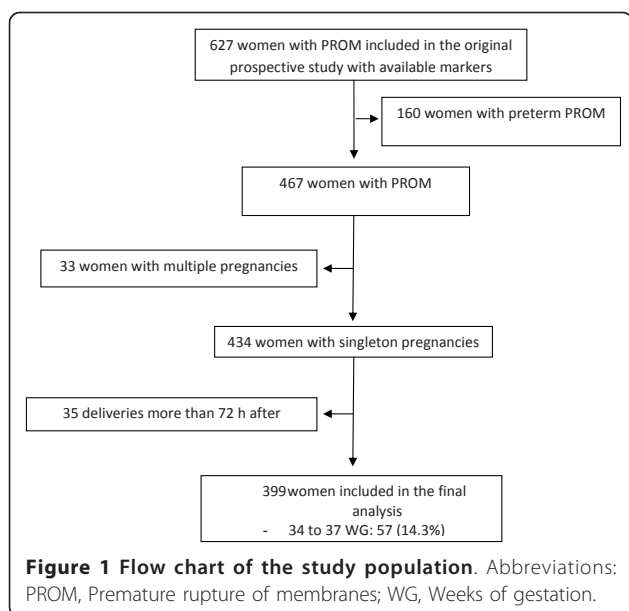 627 women with PROM included in the original
prospective study with available markers
160 women with preterm PROM
467 women with PROM
33 women with multiple pregnancies
434 women with singleton pregnancies
35 deliveries more than 72 h after
399 women included in the final
analysis
- 34 to 37 WG: 57 (14.3%)
Figure 1 Flow chart of the study population. Abbreviations:
PROM, Premature rupture of membranes; WG, Weeks of gestation.